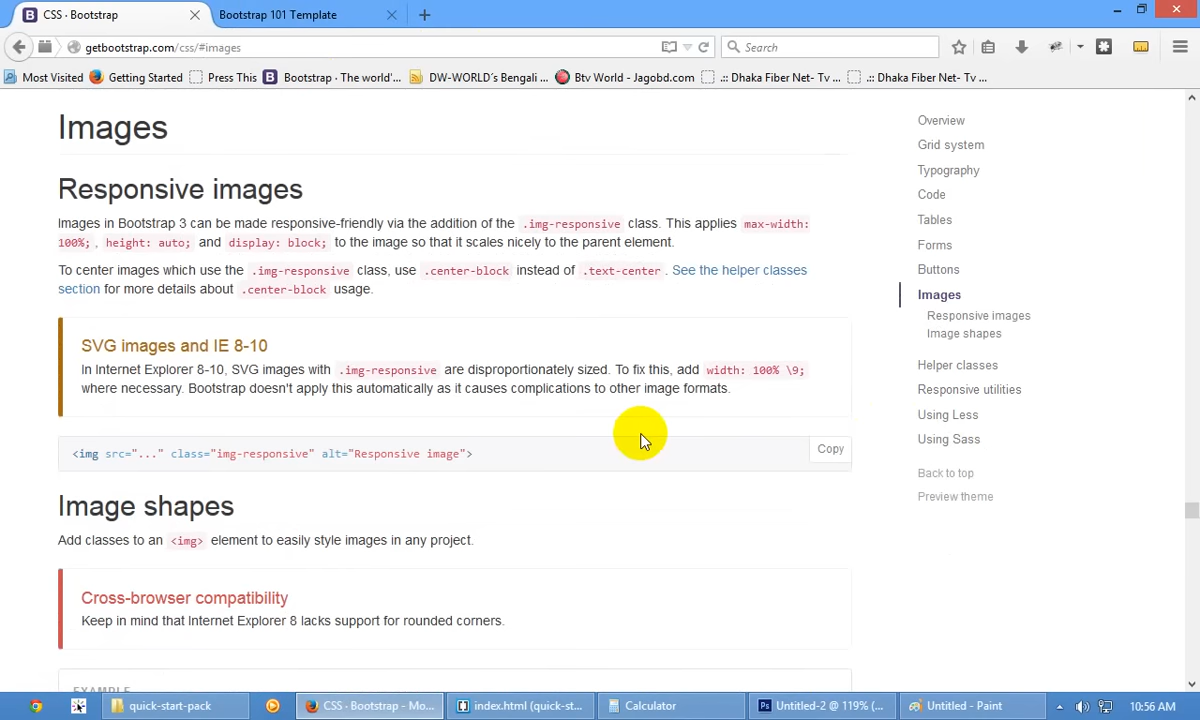 CSS · Bootstrap
Bootstrap 101 Template
getbootstrap.com/css/#images
Search
Most Visited
Getting Started
Press This
Bootstrap · The world'...
DW-WORLD´s Bengali ...
Btv World - Jagobd.com
.:: Dhaka Fiber Net- Tv ...
.:: Dhaka Fiber Net- Tv ...
Images
Responsive images
Images in Bootstrap 3 can be made responsive-friendly via the addition of the .img-responsive class. This applies max-width:
100%; , height: auto; and display: block; to the image so that it scales nicely to the parent element.
To center images which use the .img-responsive class, use .center-block instead of .text-center . See the helper classes
section for more details about .center-block usage.
SVG images and IE 8-10
In Internet Explorer 8-10, SVG images with .img-responsive are disproportionately sized. To fix this, add width: 100% \9;
where necessary. Bootstrap doesn't apply this automatically as it causes complications to other image formats.
<img src="..." class="img-responsive" alt="Responsive image">
Copy
Image shapes
Add classes to an <img> element to easily style images in any project.
Cross-browser compatibility
Keep in mind that Internet Explorer 8 lacks support for rounded corners.
EXAMPLE
Overview
Grid system
Typography
Code
Tables
Forms
Buttons
Images
Responsive images
Image shapes
Helper classes
Responsive utilities
Using Less
Using Sass
Back to top
Preview theme
quick-start-pack
CSS · Bootstrap - Mo...
index.html (quick-st...
Calculator
Untitled-2 @ 119% (...
Untitled - Paint
10:56 AM